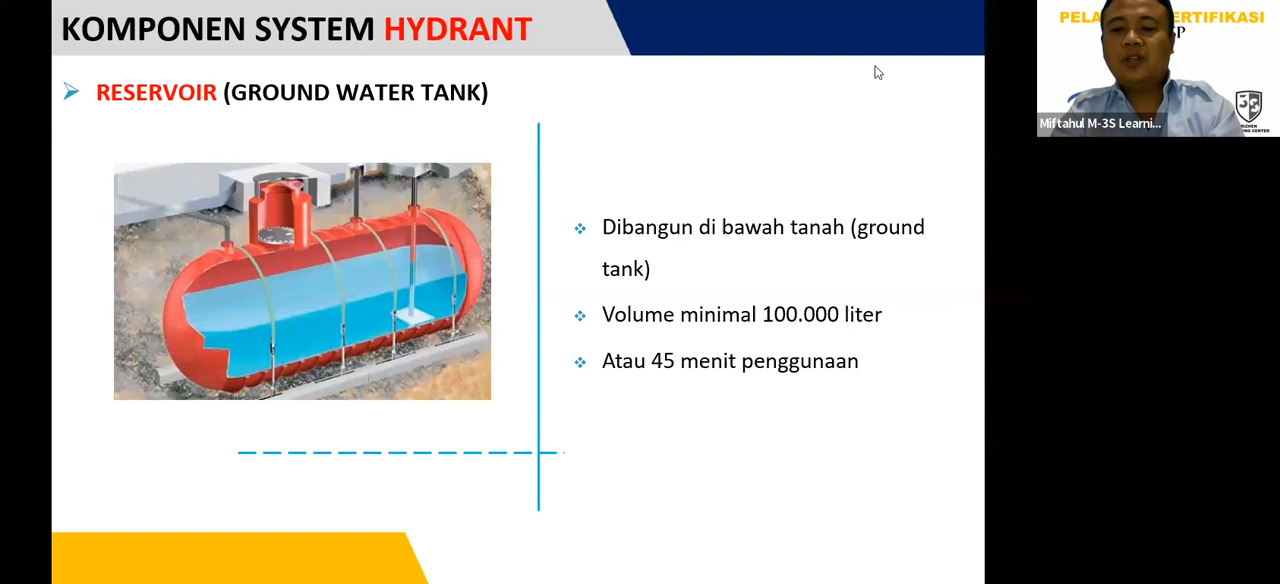 KOMPONEN SYSTEM HYDRANT
RESERVOIR (GROUND WATER TANK)
Dibangun di bawah tanah (ground
tank)
Volume minimal 100.000 liter
Atau 45 menit penggunaan
Miftahul M-3S Learni...